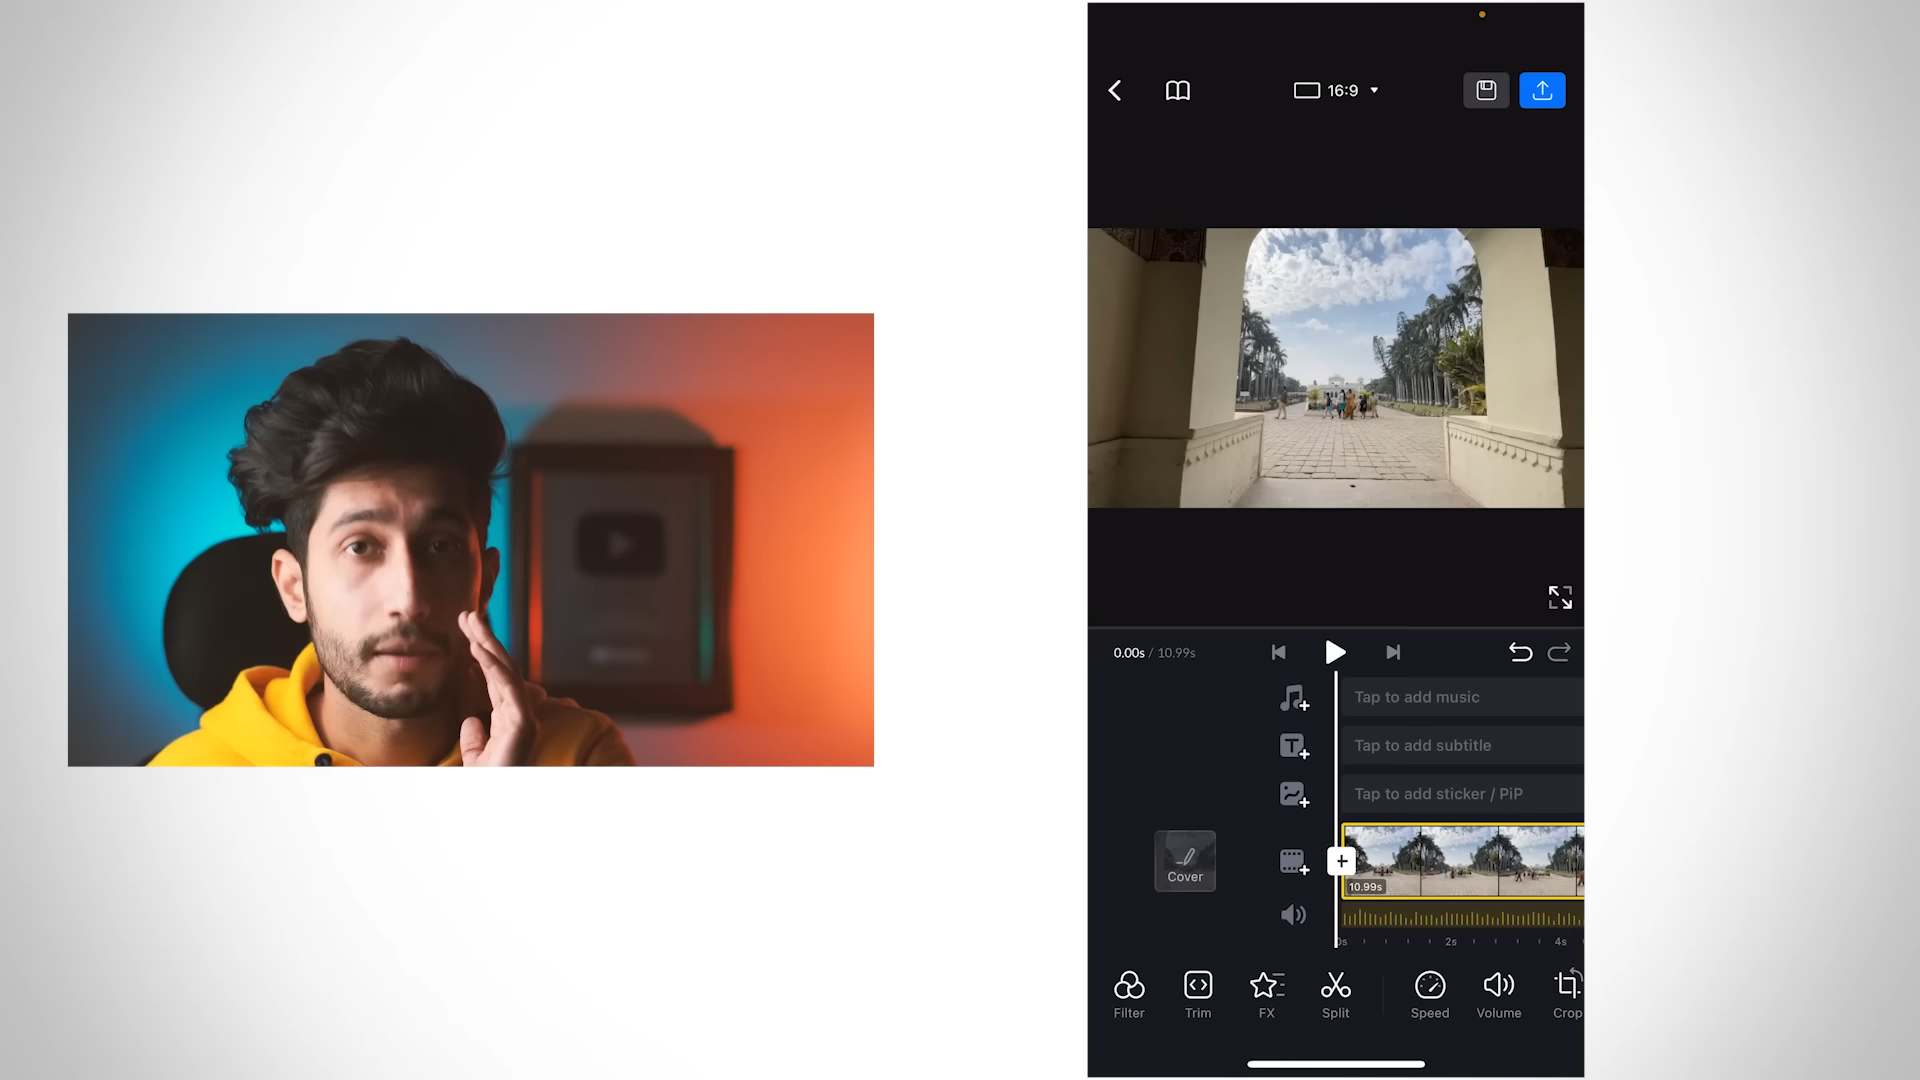 16:9
0.00s / 10.99s
Tap to add music
Tap to add subtitle
Tap to add sticker / PiP
Cover
10.99s
0s 2s 4s
Filter Trim FX Split Speed Volume Crop